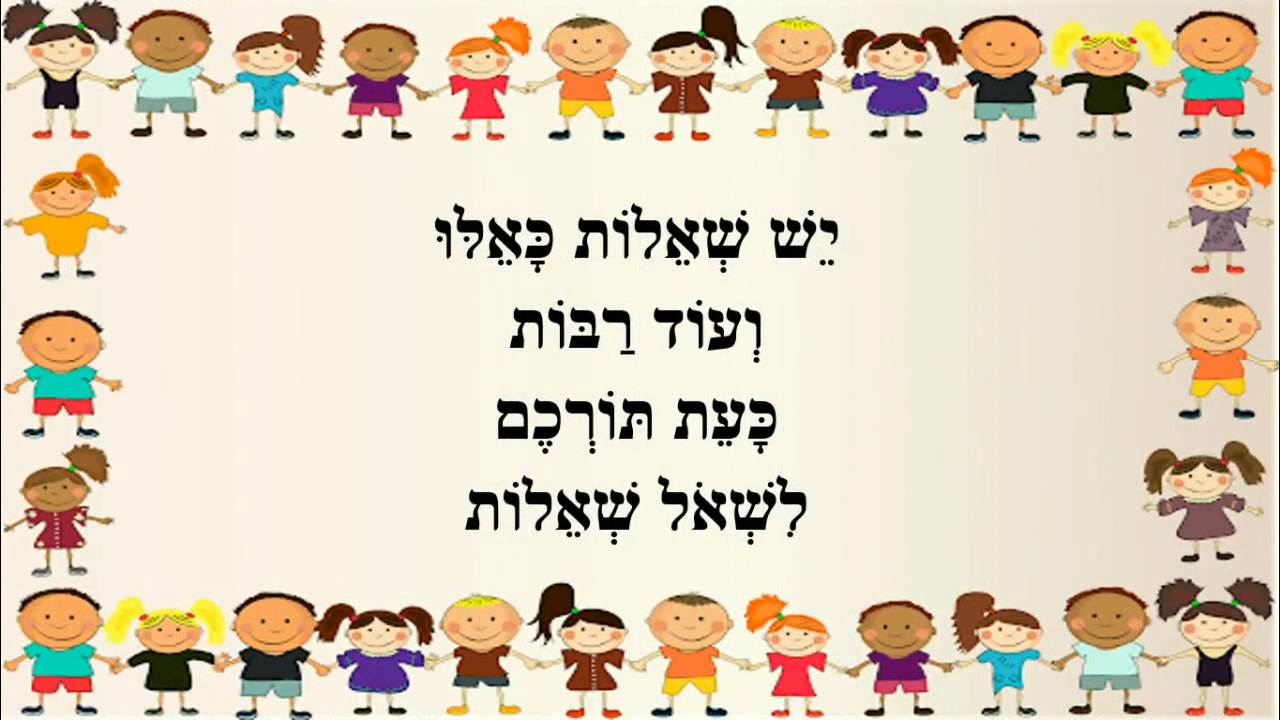 יֵשׁ שְׁאֵלוֹת כָּאֵלּוּ
וְעוֹד רַבּוֹת
כָּעֵת תּוֹרְכֶם
לִשְׁאֹל שְׁאֵלוֹת